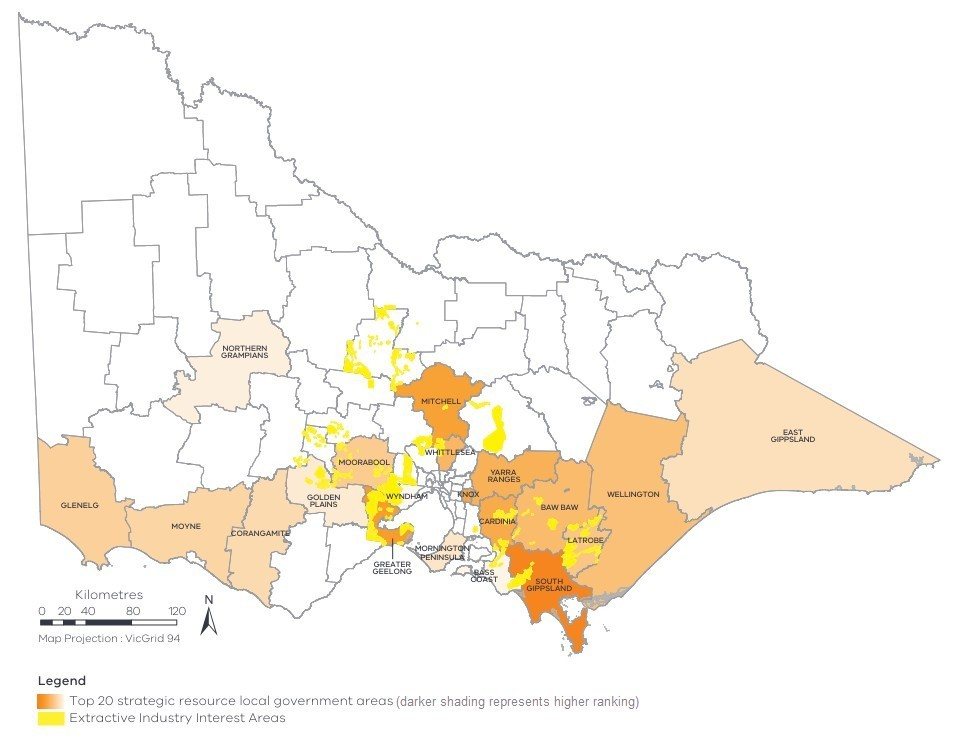 NORTHERN
GRAMPIANS
MITCHELL
EAST
GIPPSLAND
WHITTLESEA
MOORABOOL
YARRA
RANGES
KNOX
WELLINGTON
GOLDEN
PLAINS
WYNDHAM
GLENELG
BAW BAW
CARDINIA
MOYNE
CORANGAMITE
LATROBE
MORNINGTON
PENINSULA
GREATER
GEELONG
BASS
COAST
SOUTH
GIPPSLAND
Kilometres
0 20 40 80 120
N
Map Projection : VicGrid 94
Legend
Top 20 strategic resource local government areas (darker shading represents higher ranking)
Extractive Industry Interest Areas